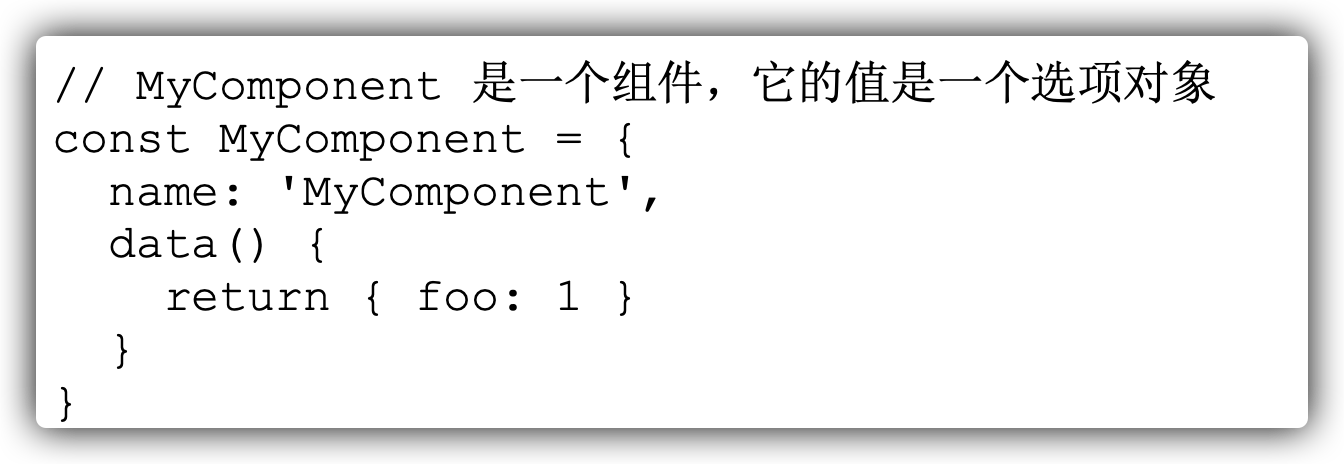 // MyComponent 是一个组件，它的值是一个选项对象
const MyComponent = {
  name: 'MyComponent',
  data() {
    return { foo: 1 }
  }
}